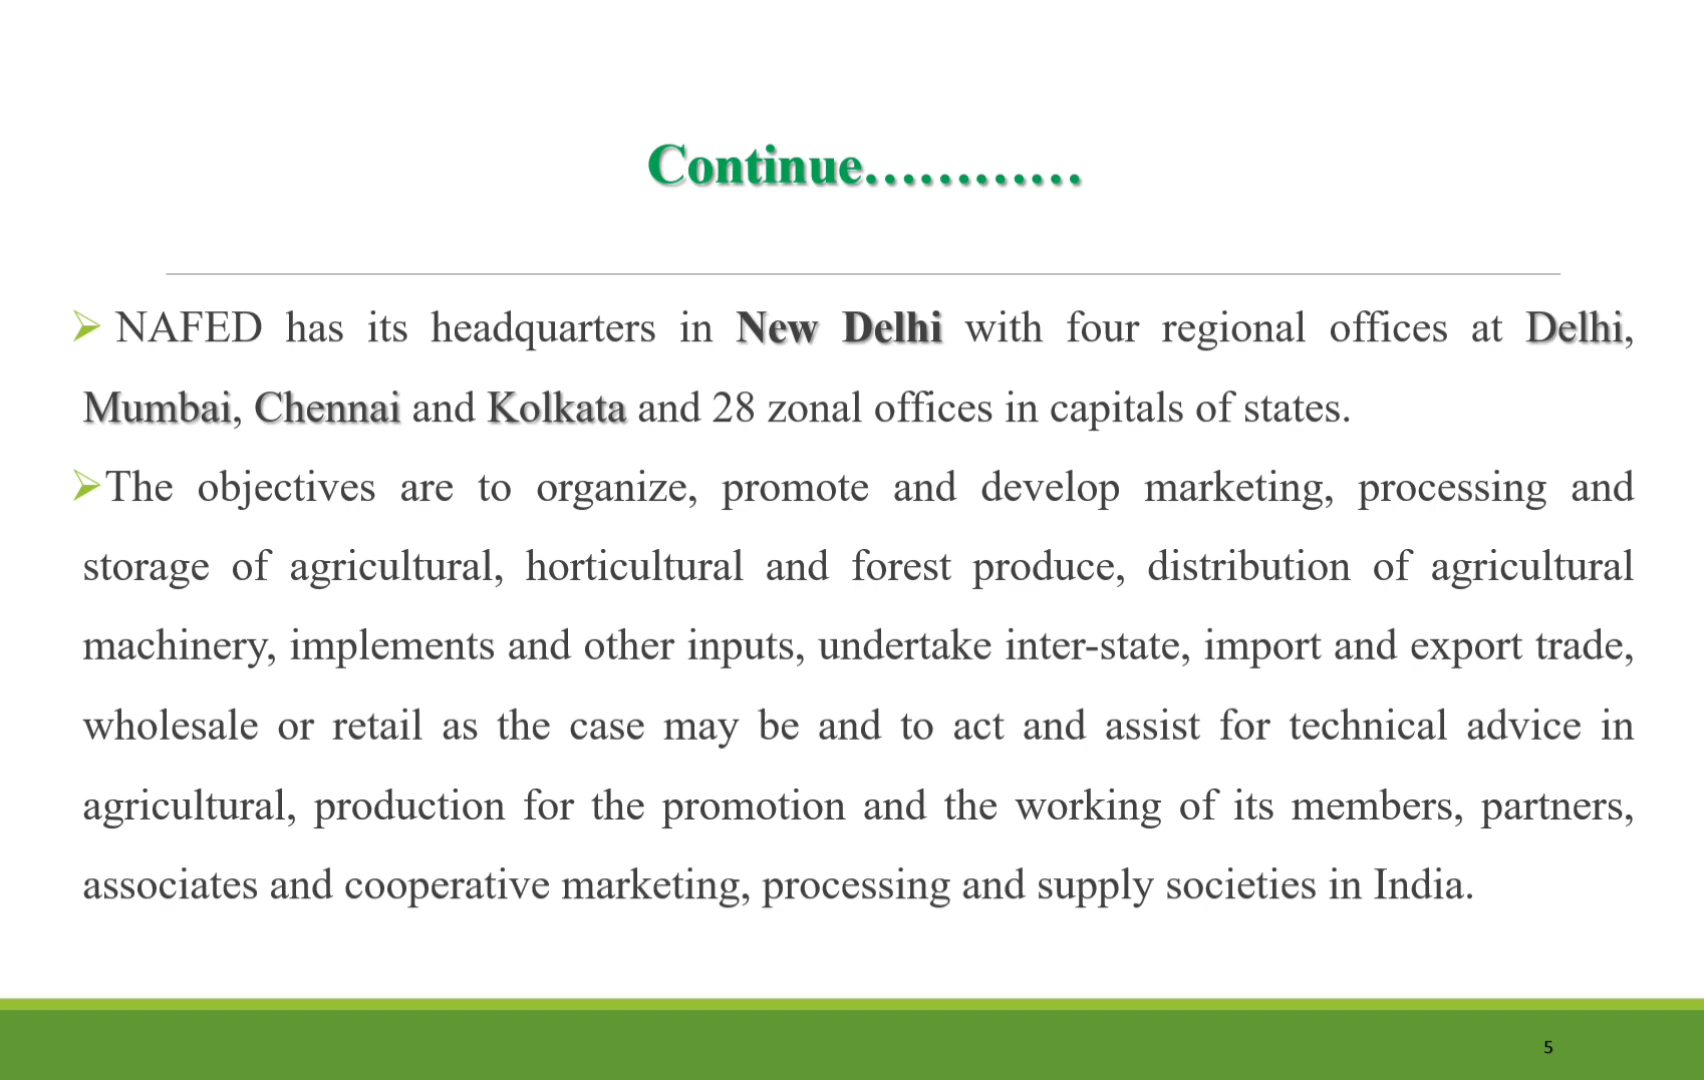 Continue…………
➢ NAFED has its headquarters in New Delhi with four regional offices at Delhi,
Mumbai, Chennai and Kolkata and 28 zonal offices in capitals of states.
➢The objectives are to organize, promote and develop marketing, processing and
storage of agricultural, horticultural and forest produce, distribution of agricultural
machinery, implements and other inputs, undertake inter-state, import and export trade,
wholesale or retail as the case may be and to act and assist for technical advice in
agricultural, production for the promotion and the working of its members, partners,
associates and cooperative marketing, processing and supply societies in India.
5